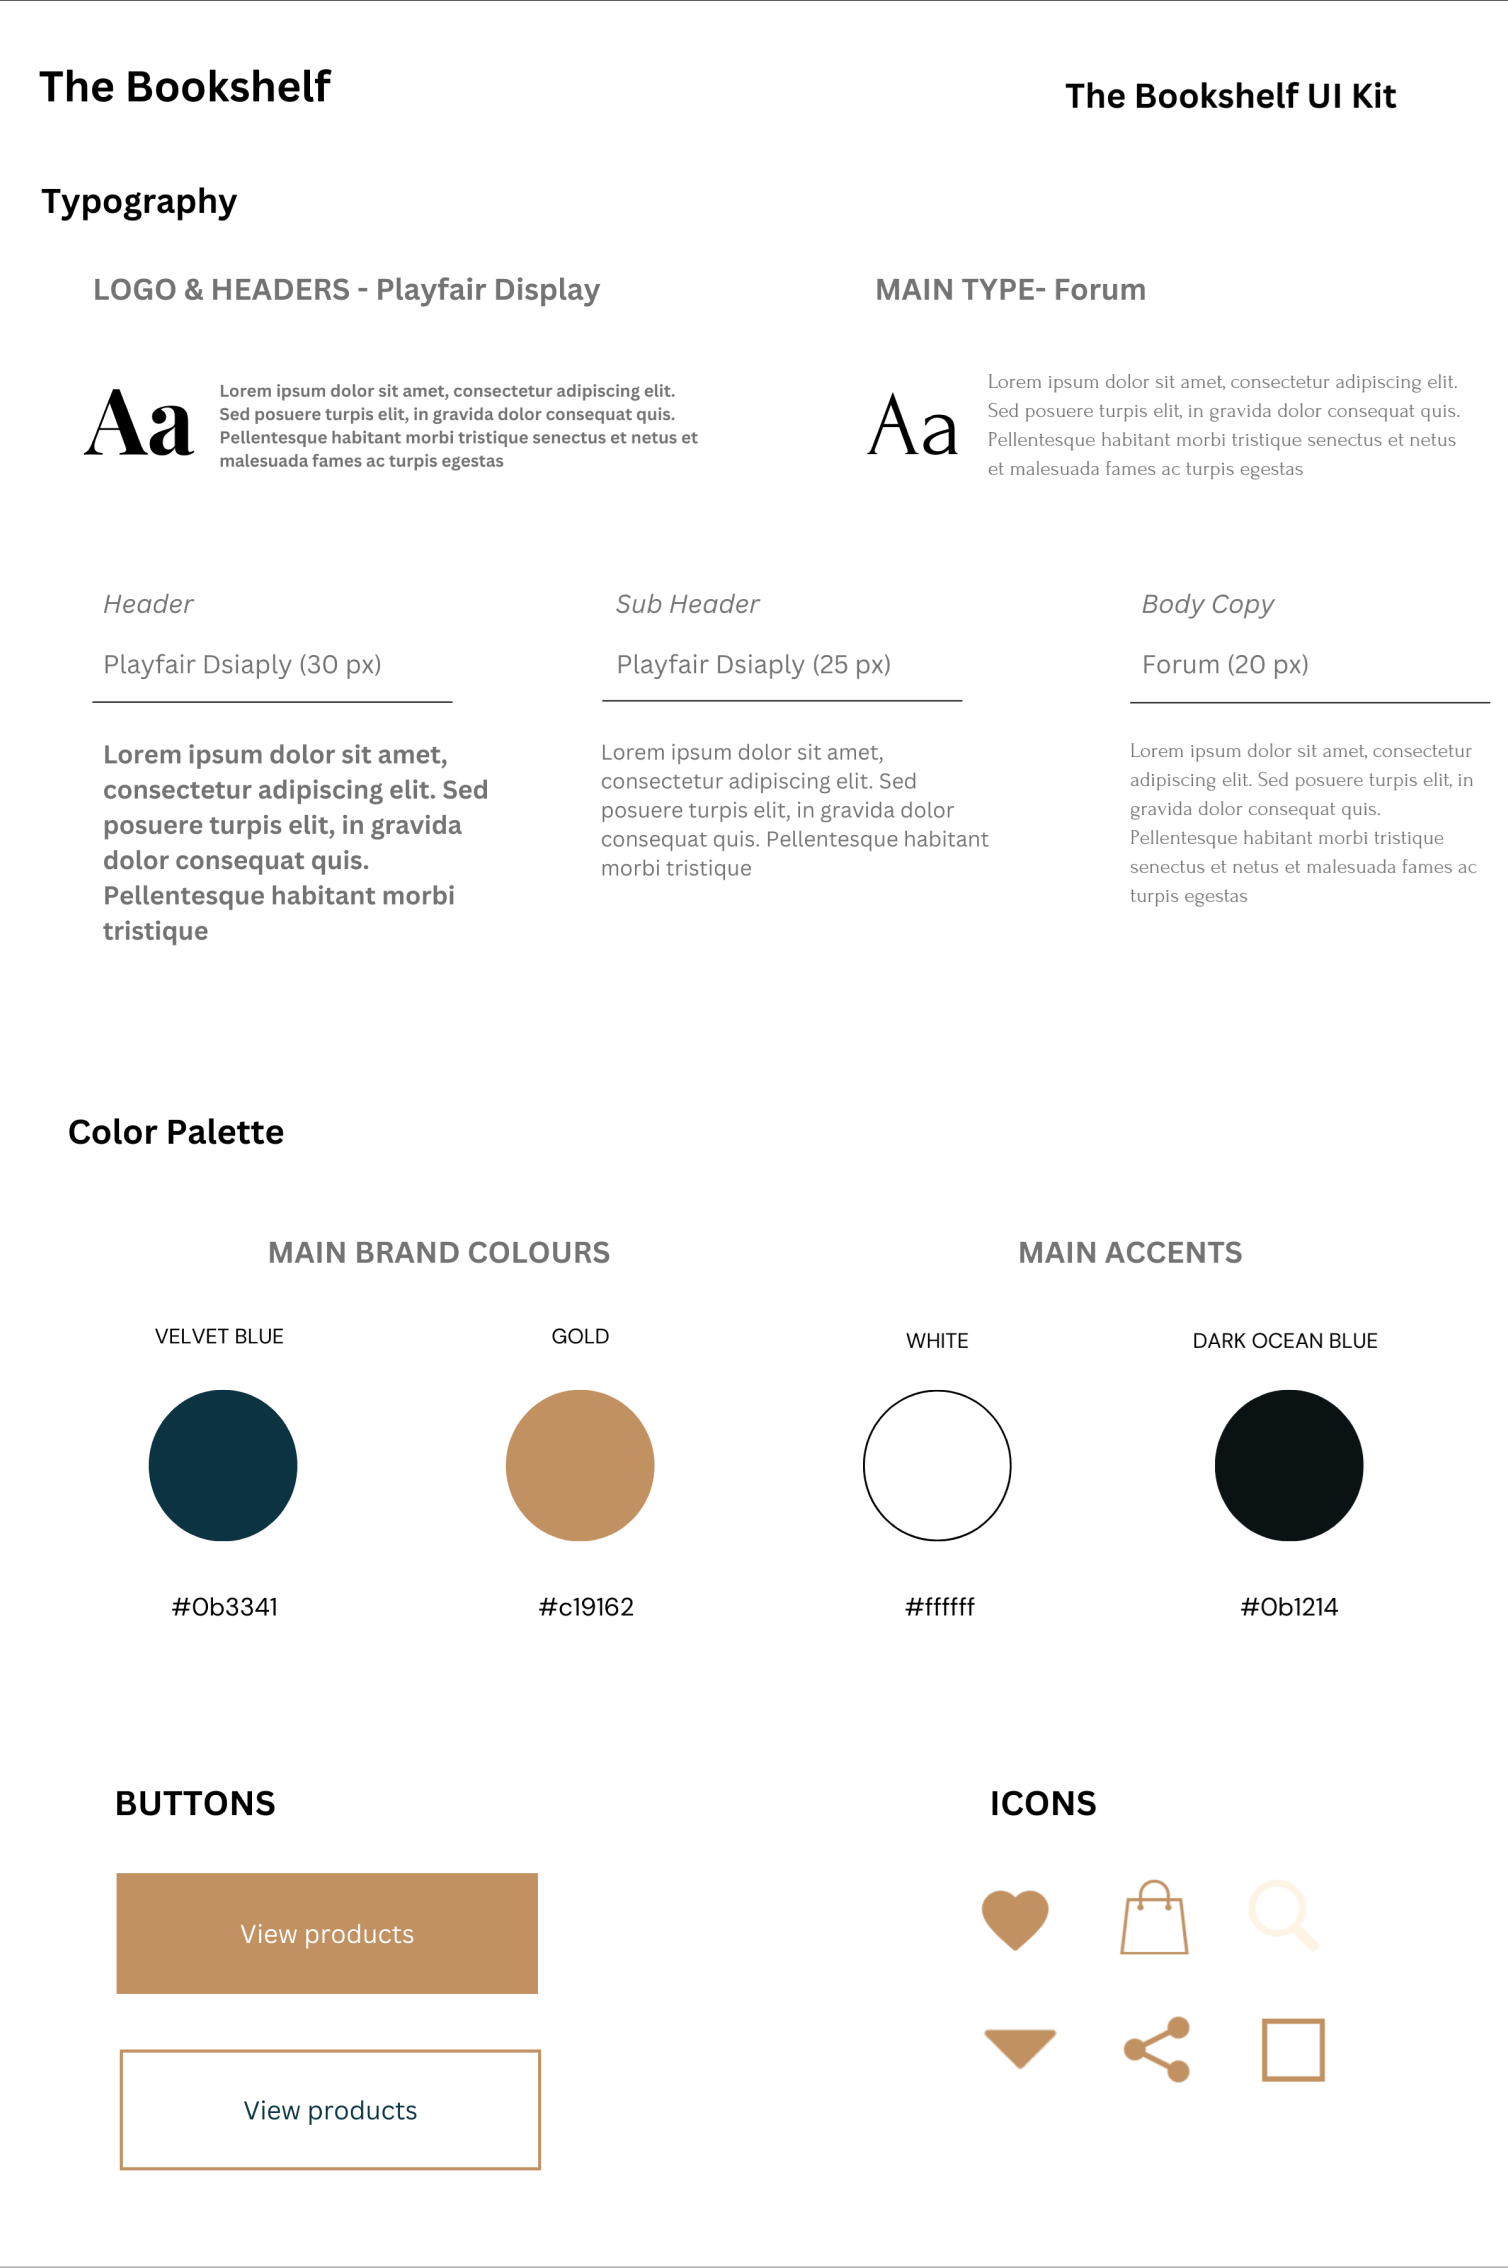 The Bookshelf
The Bookshelf UI Kit
Typography
LOGO & HEADERS - Playfair Display
MAIN TYPE- Forum
Aa
Lorem ipsum dolor sit amet, consectetur adipiscing elit.
Sed posuere turpis elit, in gravida dolor consequat quis.
Pellentesque habitant morbi tristique senectus et netus et
malesuada fames ac turpis egestas
Aa
Lorem ipsum dolor sit amet, consectetur adipiscing elit.
Sed posuere turpis elit, in gravida dolor consequat quis.
Pellentesque habitant morbi tristique senectus et netus
et malesuada fames ac turpis egestas
Header
Playfair Dsiaply (30 px)
Lorem ipsum dolor sit amet,
consectetur adipiscing elit. Sed
posuere turpis elit, in gravida
dolor consequat quis.
Pellentesque habitant morbi
tristique
Sub Header
Playfair Dsiaply (25 px)
Lorem ipsum dolor sit amet,
consectetur adipiscing elit. Sed
posuere turpis elit, in gravida dolor
consequat quis. Pellentesque habitant
morbi tristique
Body Copy
Forum (20 px)
Lorem ipsum dolor sit amet, consectetur
adipiscing elit. Sed posuere turpis elit, in
gravida dolor consequat quis.
Pellentesque habitant morbi tristique
senectus et netus et malesuada fames ac
turpis egestas
Color Palette
MAIN BRAND COLOURS
MAIN ACCENTS
VELVET BLUE
GOLD
WHITE
DARK OCEAN BLUE
#0b3341
#c19162
#ffffff
#0b1214
BUTTONS
View products
View products
ICONS